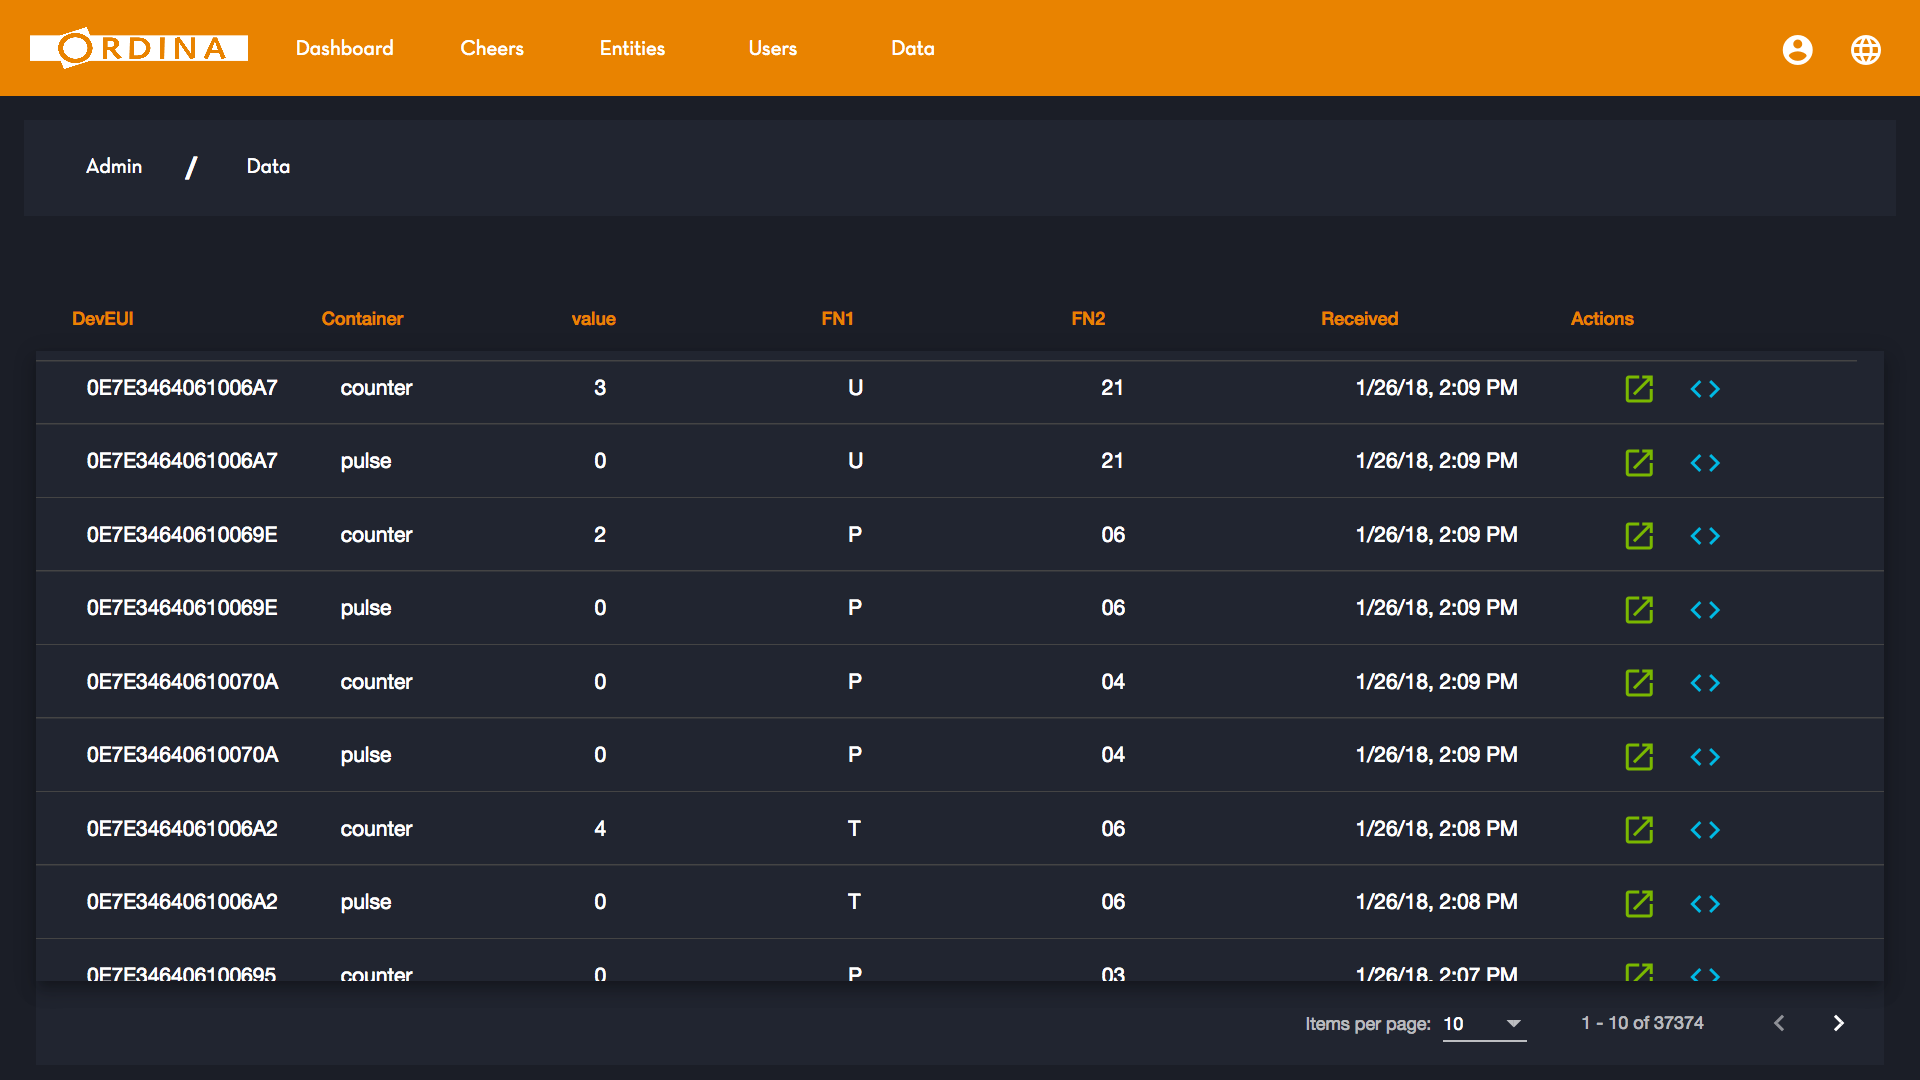 ORDINA Dashboard Cheers Entities Users Data
Admin / Data
DevEUI Container value FN1 FN2 Received Actions
0E7E3464061006A7 counter 3 U 21 1/26/18, 2:09 PM
0E7E3464061006A7 pulse 0 U 21 1/26/18, 2:09 PM
0E7E34640610069E counter 2 P 06 1/26/18, 2:09 PM
0E7E34640610069E pulse 0 P 06 1/26/18, 2:09 PM
0E7E34640610070A counter 0 P 04 1/26/18, 2:09 PM
0E7E34640610070A pulse 0 P 04 1/26/18, 2:09 PM
0E7E3464061006A2 counter 4 T 06 1/26/18, 2:08 PM
0E7E3464061006A2 pulse 0 T 06 1/26/18, 2:08 PM
0E7E346406100695 counter 0 P 03 1/26/18, 2:07 PM
Items per page: 10 1 - 10 of 37374